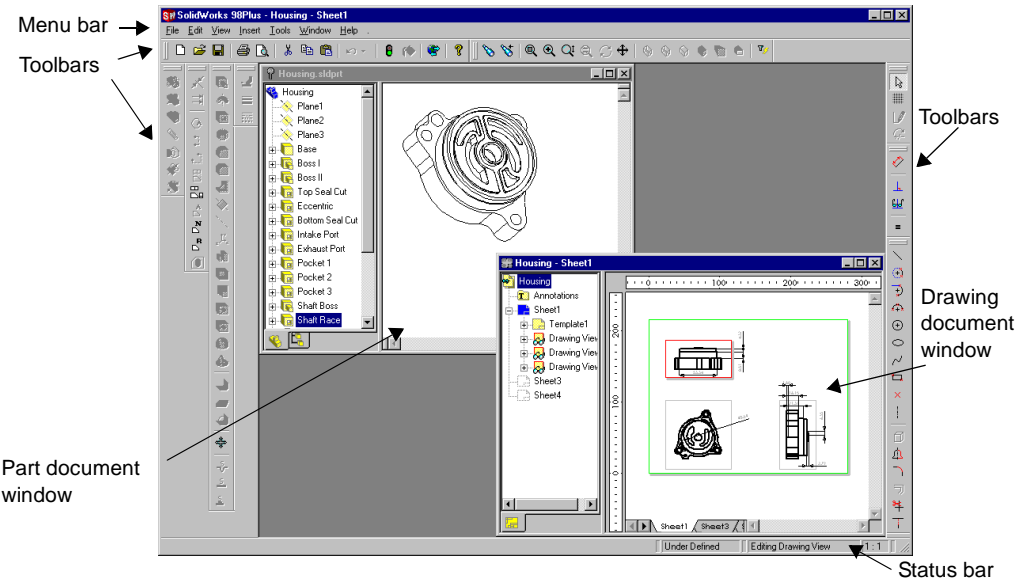 SolidWorks 98Plus - Housing - Sheet1
Menu bar
File Edit View Insert Tools Window Help
Toolbars
Housing.sldprt
Housing
Plane1
Plane2
Plane3
Base
Boss I
Boss II
Top Seal Cut
Eccentric
Bottom Seal Cut
Intake Port
Exhaust Port
Pocket 1
Pocket 2
Pocket 3
Shaft Boss
Shaft Race
Toolbars
Housing - Sheet1
Housing
Annotations
Sheet1
Template1
Drawing View
Drawing View
Drawing View
Sheet3
Sheet4
0 100 200 300
200
100
0
Sheet1 Sheet3
Drawing
document
window
Part document
window
Under Defined Editing Drawing View 1 : 1
Status bar